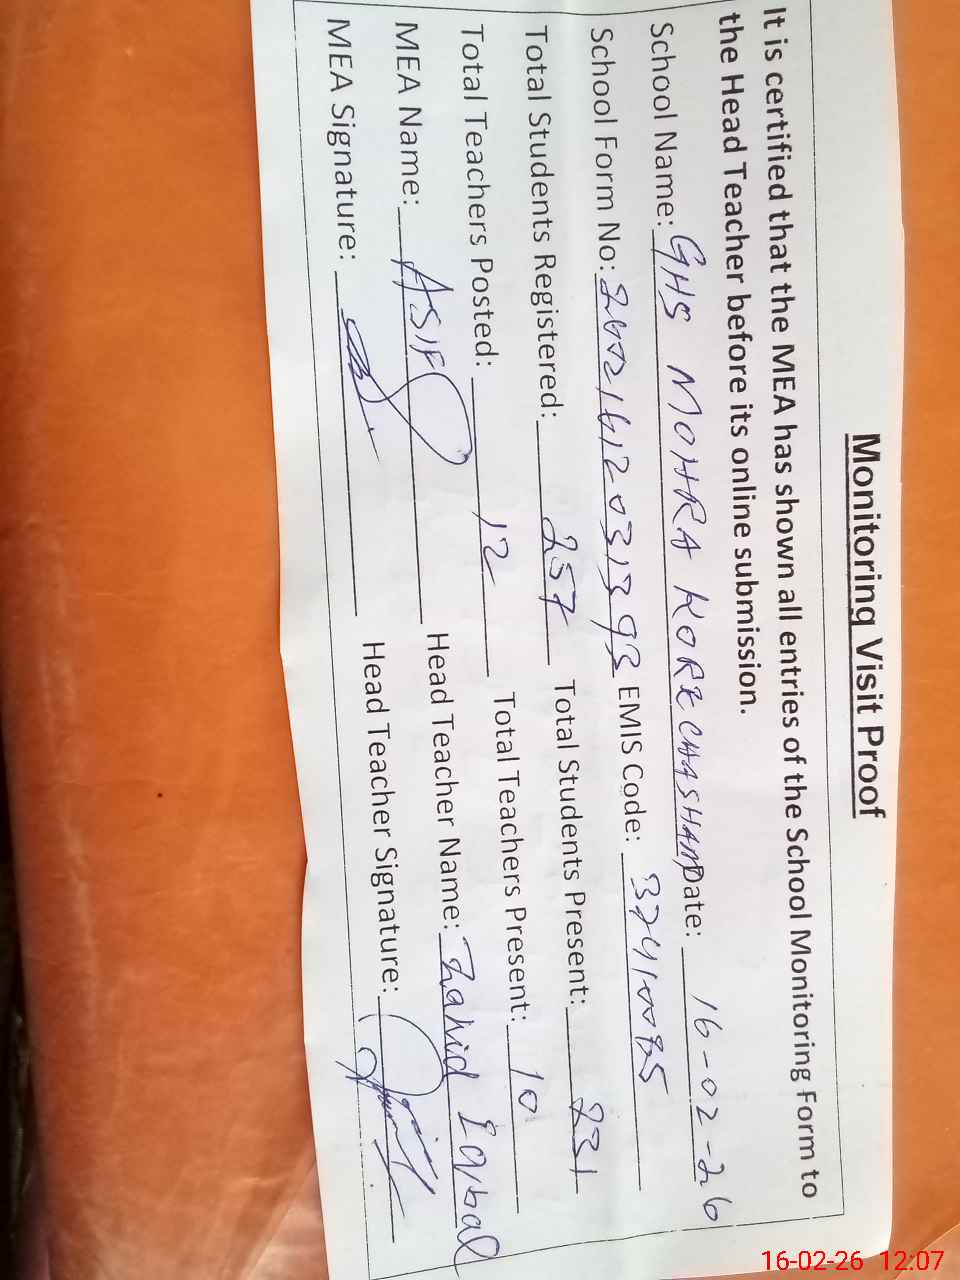 Monitoring Visit Proof
It is certified that the MEA has shown all entries of the School Monitoring Form to
the Head Teacher before its online submission.
School Name: GHS MOHRA KORE CHASHAM Date: 16-02-26
School Form No: EMIS Code: 37410085
Total Students Registered: 257 Total Students Present: 231
Total Teachers Posted: 12 Total Teachers Present: 10
MEA Name: ASIF Head Teacher Name: Zahid Iqbal
MEA Signature: Head Teacher Signature:
16-02-26 12:07